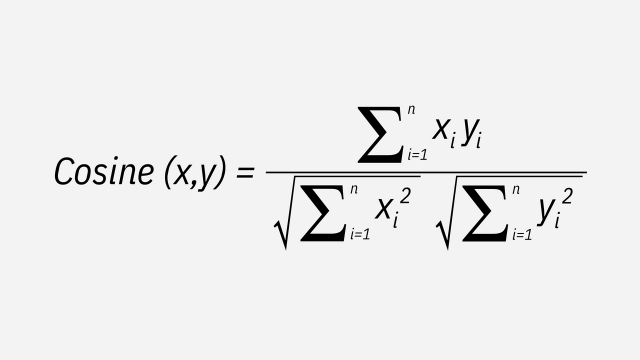 Cosine (x,y) = ∑ⁿᵢ₌₁ xᵢ yᵢ / √(∑ⁿᵢ₌₁ xᵢ²) √(∑ⁿᵢ₌₁ yᵢ²)